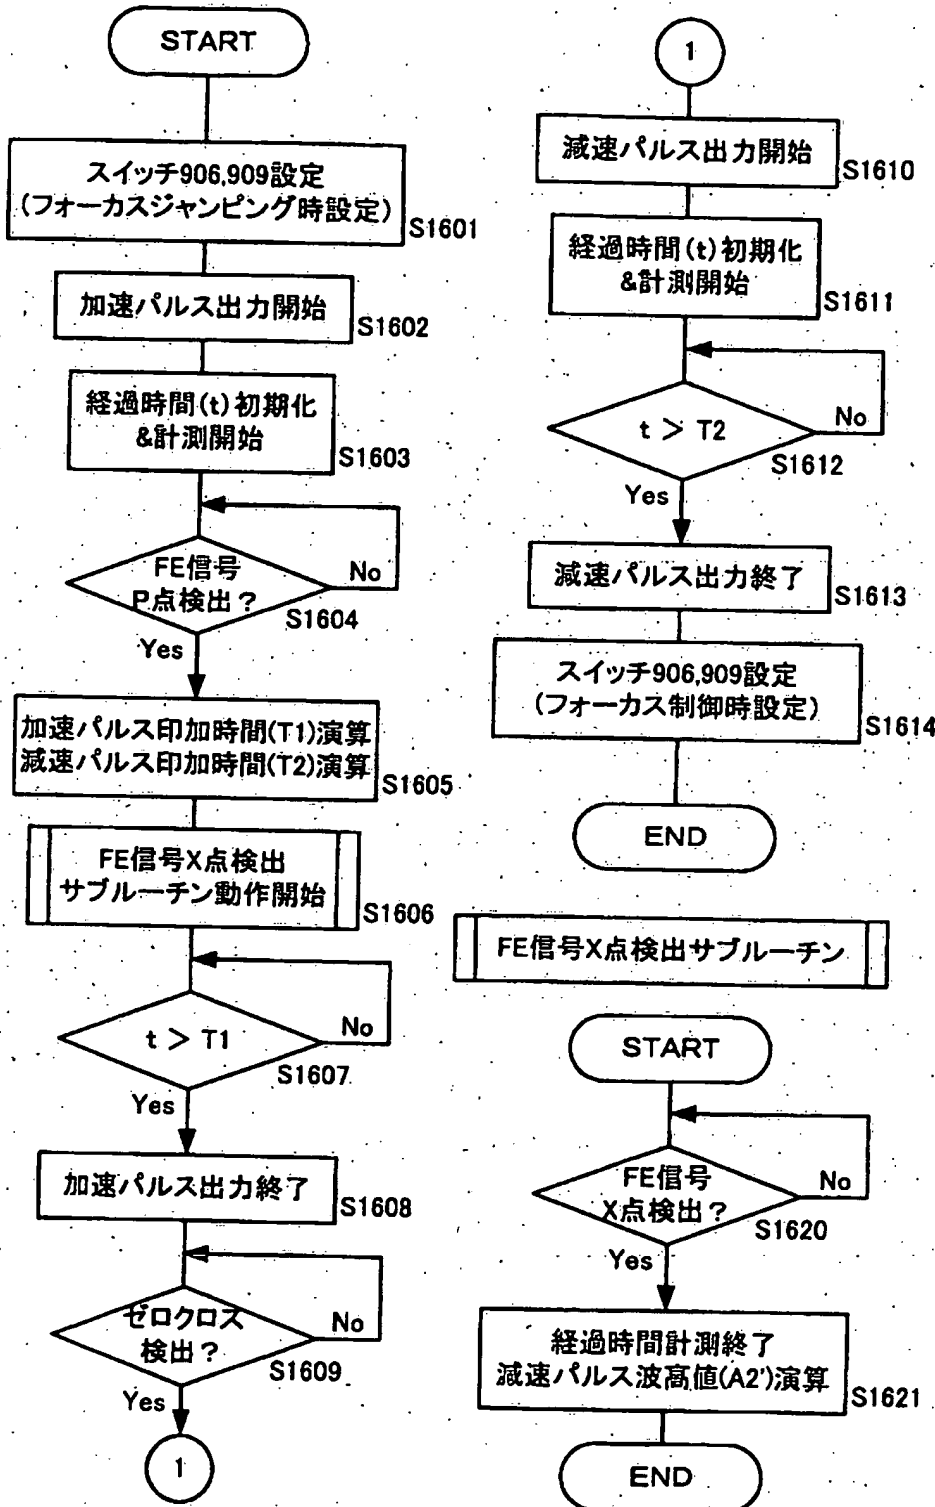 START
スイッチ906,909設定
(フォーカスジャンピング時設定)
S1601
加速パルス出力開始
S1602
経過時間(t)初期化
&計測開始
S1603
FE信号
P点検出?
No
S1604
Yes
加速パルス印加時間(T1)演算
減速パルス印加時間(T2)演算
S1605
FE信号X点検出
サブルーチン動作開始
S1606
t > T1
No
S1607
Yes
加速パルス出力終了
S1608
ゼロクロス
検出?
No
S1609
Yes
1
1
減速パルス出力開始
S1610
経過時間(t)初期化
&計測開始
S1611
t > T2
No
S1612
Yes
減速パルス出力終了
S1613
スイッチ906,909設定
(フォーカス制御時設定)
S1614
END
FE信号X点検出サブルーチン
START
FE信号
X点検出?
No
S1620
Yes
経過時間計測終了
減速パルス波高値(A2')演算
S1621
END